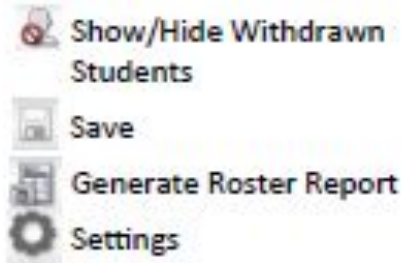 Show/Hide Withdrawn
Students
Save
Generate Roster Report
Settings